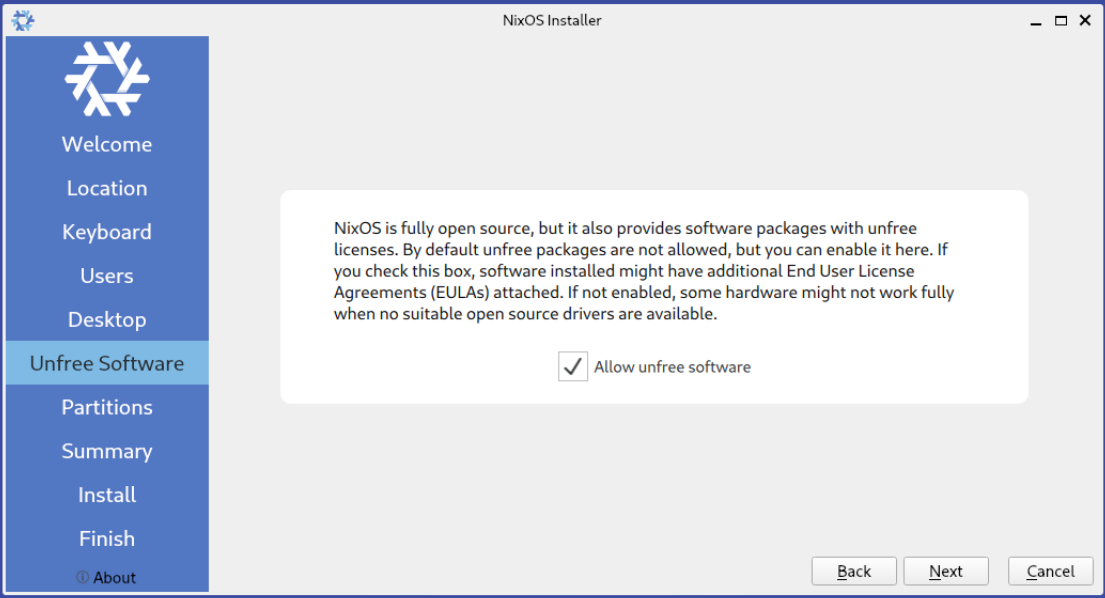 NixOS Installer
Welcome
Location
Keyboard
Users
Desktop
Unfree Software
Partitions
Summary
Install
Finish
About
NixOS is fully open source, but it also provides software packages with unfree
licenses. By default unfree packages are not allowed, but you can enable it here. If
you check this box, software installed might have additional End User License
Agreements (EULAs) attached. If not enabled, some hardware might not work fully
when no suitable open source drivers are available.
Allow unfree software
Back
Next
Cancel